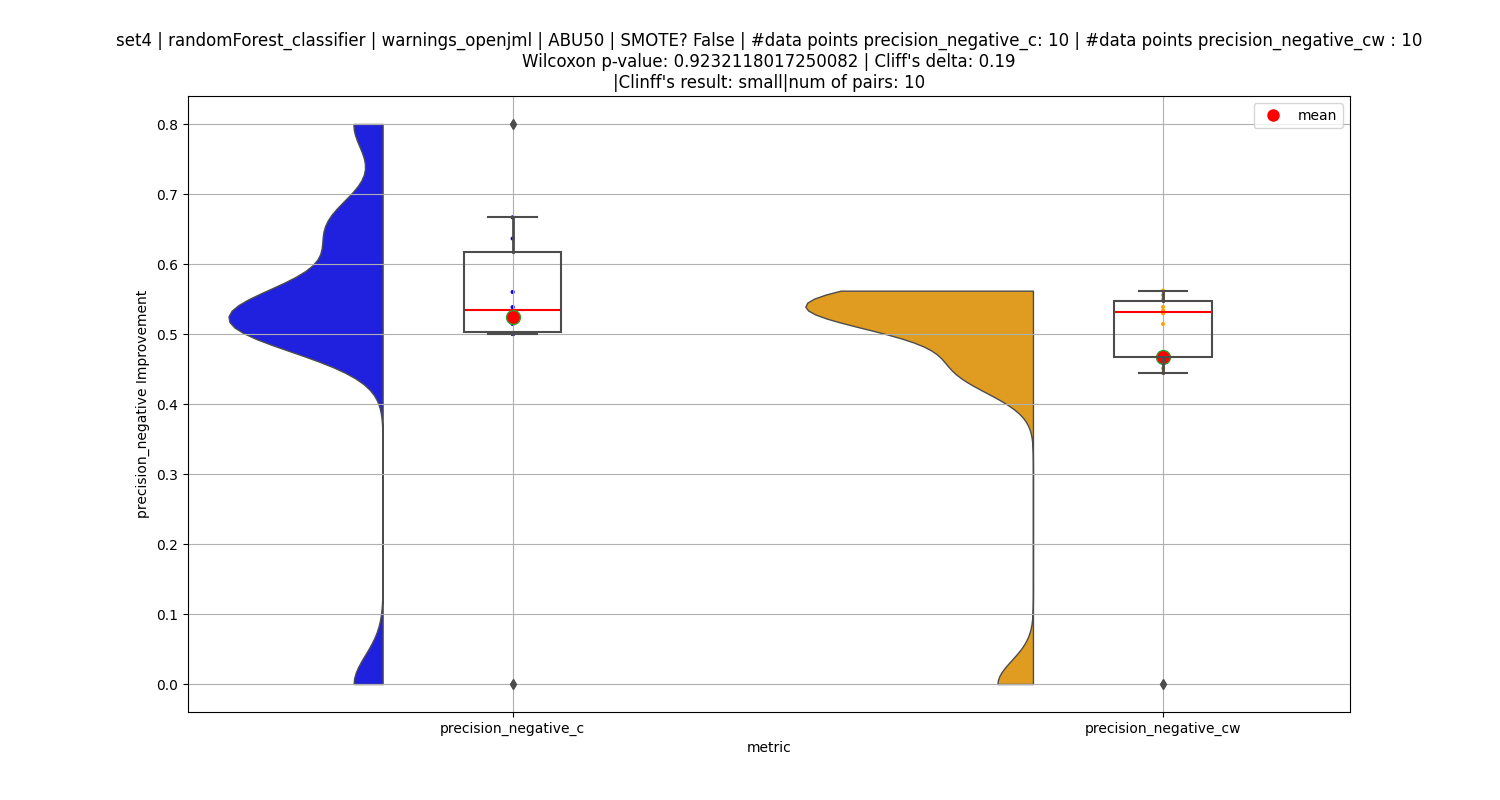 set4 | randomForest_classifier | warnings_openjml | ABU50 | SMOTE? False | #data points precision_negative_c: 10 | #data points precision_negative_cw : 10
Wilcoxon p-value: 0.9232118017250082 | Cliff's delta: 0.19
|Clinff's result: small|num of pairs: 10
mean
0.8
0.7
0.6
0.5
0.4
0.3
0.2
0.1
0.0
precision_negative Improvement
precision_negative_c
precision_negative_cw
metric